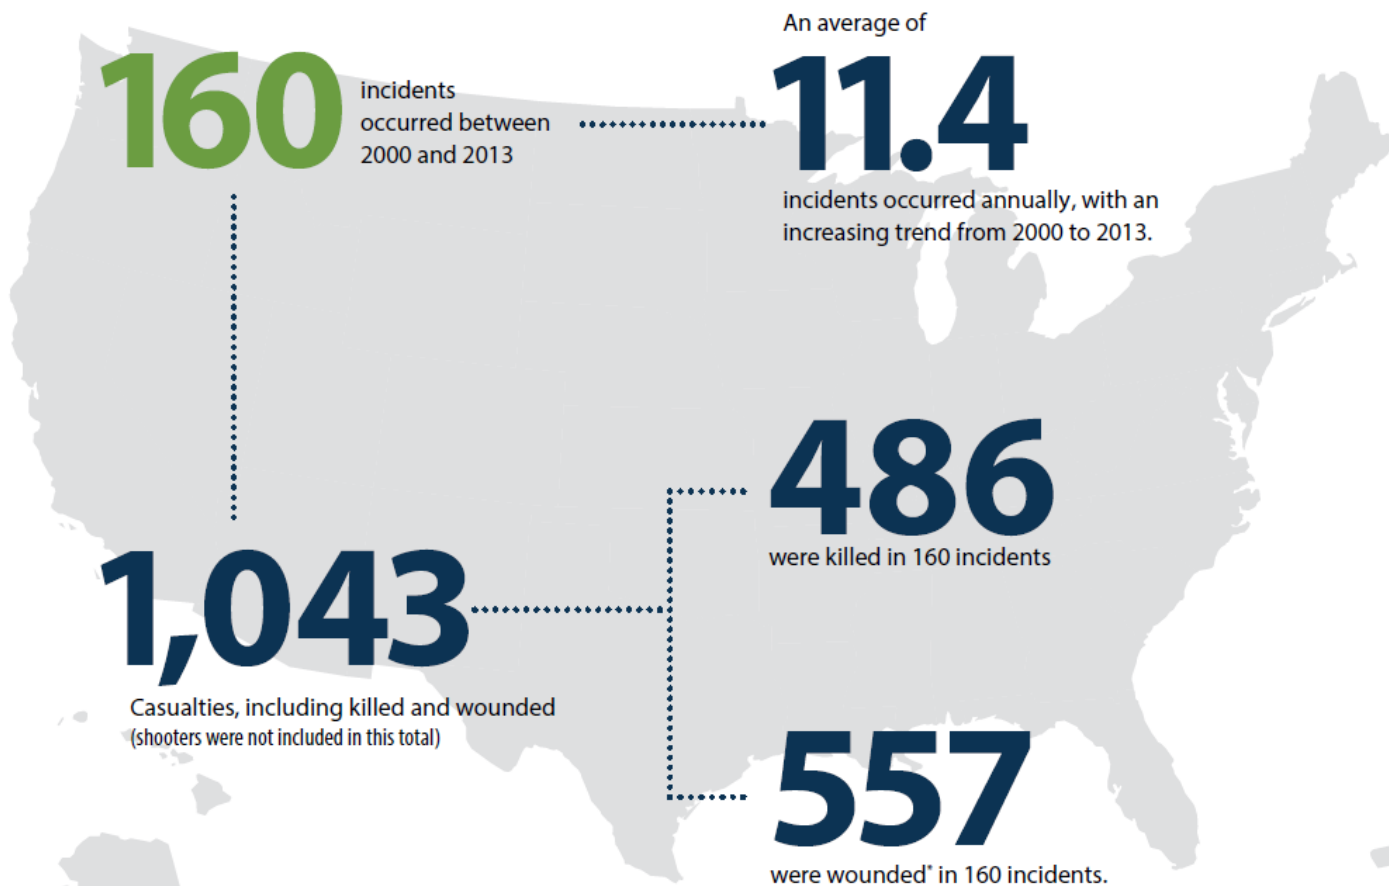 160
incidents
occurred between
2000 and 2013
An average of
11.4
incidents occurred annually, with an
increasing trend from 2000 to 2013.
1,043
Casualties, including killed and wounded
(shooters were not included in this total)
486
were killed in 160 incidents
557
were wounded* in 160 incidents.